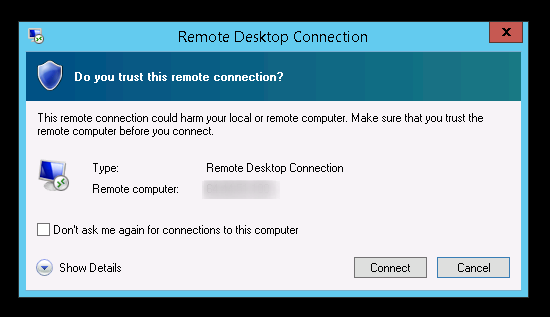 Remote Desktop Connection
x
Do you trust this remote connection?
This remote connection could harm your local or remote computer. Make sure that you trust the
remote computer before you connect.
Type: Remote Desktop Connection
Remote computer:
Don't ask me again for connections to this computer
Show Details Connect Cancel